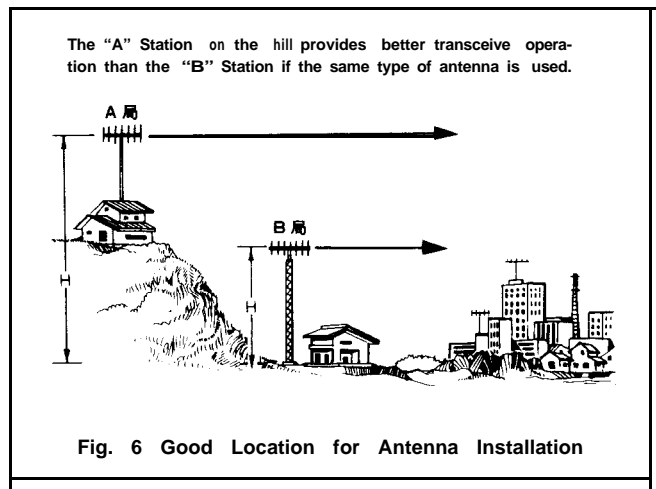 The “A” Station on the hill provides better transceive opera-
tion than the “B” Station if the same type of antenna is used.
A 局
B 局
H
H
Fig. 6 Good Location for Antenna Installation